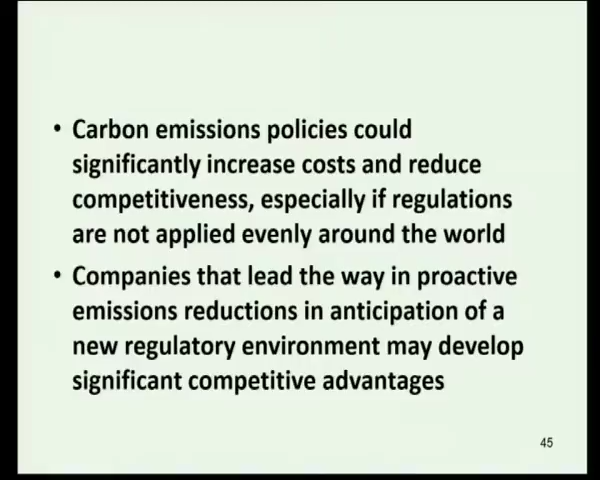 • Carbon emissions policies could
significantly increase costs and reduce
competitiveness, especially if regulations
are not applied evenly around the world
• Companies that lead the way in proactive
emissions reductions in anticipation of a
new regulatory environment may develop
significant competitive advantages
45